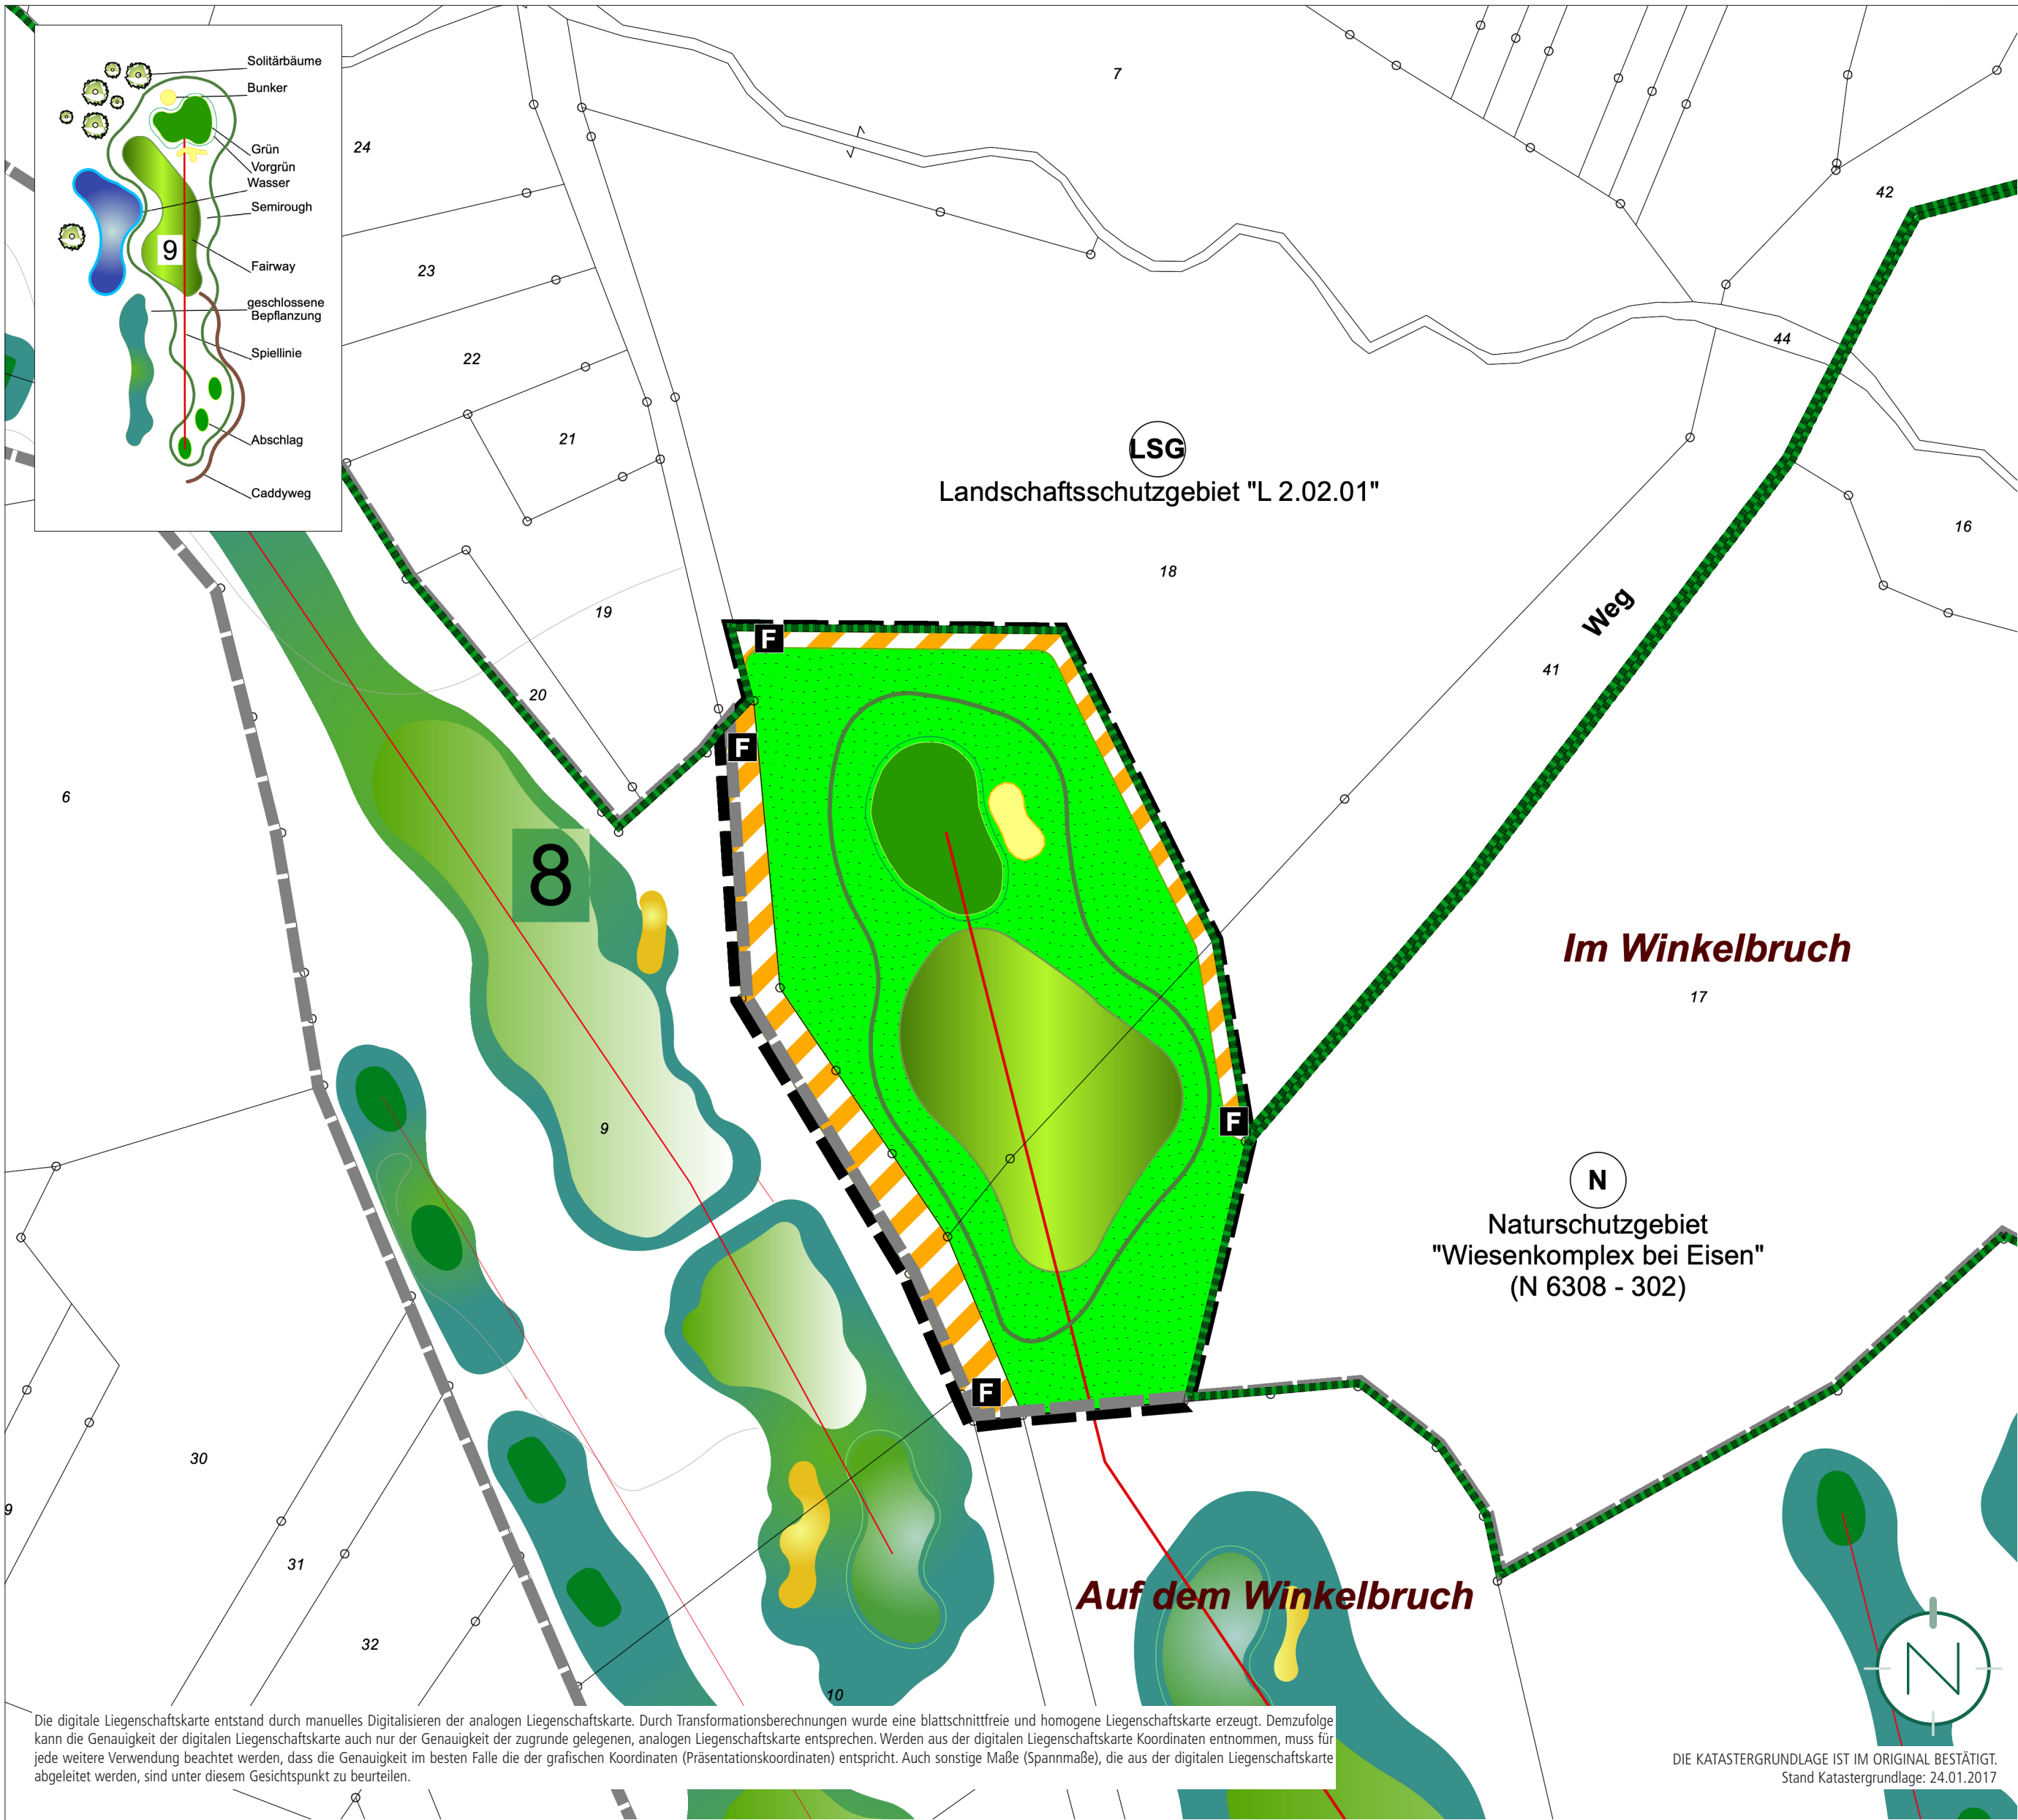 Solitärbäume
Bunker
Grün
Vorgrün
Wasser
Semirough
9
Fairway
geschlossene
Bepflanzung
Spiellinie
Abschlag
Caddyweg
7
24
42
23
44
22
21
LSG
Landschaftsschutzgebiet "L 2.02.01"
16
18
19
Weg
F
41
20
F
6
8
Im Winkelbruch
17
F
9
N
Naturschutzgebiet
"Wiesenkomplex bei Eisen"
(N 6308 - 302)
F
30
9
31
Auf dem Winkelbruch
32
N
10
Die digitale Liegenschaftskarte entstand durch manuelles Digitalisieren der analogen Liegenschaftskarte. Durch Transformationsberechnungen wurde eine blattschnittfreie und homogene Liegenschaftskarte erzeugt. Demzufolge
kann die Genauigkeit der digitalen Liegenschaftskarte auch nur der Genauigkeit der zugrunde gelegenen, analogen Liegenschaftskarte entsprechen. Werden aus der digitalen Liegenschaftskarte Koordinaten entnommen, muss für
jede weitere Verwendung beachtet werden, dass die Genauigkeit im besten Falle die der grafischen Koordinaten (Präsentationskoordinaten) entspricht. Auch sonstige Maße (Spannmaße), die aus der digitalen Liegenschaftskarte
abgeleitet werden, sind unter diesem Gesichtspunkt zu beurteilen.
DIE KATASTERGRUNDLAGE IST IM ORIGINAL BESTÄTIGT.
Stand Katastergrundlage: 24.01.2017